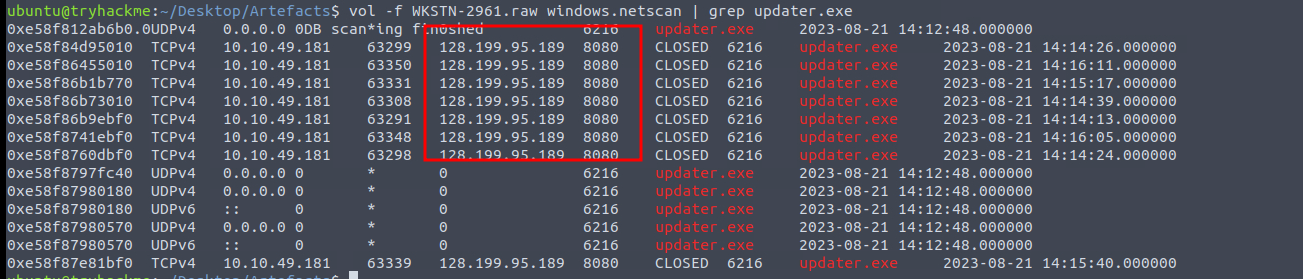 ubuntu@tryhackme:~/Desktop/Artefacts$ vol -f WKSTN-2961.raw windows.netscan | grep updater.exe
0xe58f812ab6b0.0UDPv4 0.0.0.0 0DB scan*ing fin0shed 6216 updater.exe 2023-08-21 14:12:48.000000
0xe58f84d95010 TCPv4 10.10.49.181 63299 128.199.95.189 8080 CLOSED 6216 updater.exe 2023-08-21 14:14:26.000000
0xe58f86455010 TCPv4 10.10.49.181 63350 128.199.95.189 8080 CLOSED 6216 updater.exe 2023-08-21 14:16:11.000000
0xe58f86b1b770 TCPv4 10.10.49.181 63331 128.199.95.189 8080 CLOSED 6216 updater.exe 2023-08-21 14:15:17.000000
0xe58f86b73010 TCPv4 10.10.49.181 63308 128.199.95.189 8080 CLOSED 6216 updater.exe 2023-08-21 14:14:39.000000
0xe58f86b9ebf0 TCPv4 10.10.49.181 63291 128.199.95.189 8080 CLOSED 6216 updater.exe 2023-08-21 14:14:13.000000
0xe58f8741ebf0 TCPv4 10.10.49.181 63348 128.199.95.189 8080 CLOSED 6216 updater.exe 2023-08-21 14:16:05.000000
0xe58f8760dbf0 TCPv4 10.10.49.181 63298 128.199.95.189 8080 CLOSED 6216 updater.exe 2023-08-21 14:14:24.000000
0xe58f8797fc40 UDPv4 0.0.0.0 0 * 0 6216 updater.exe 2023-08-21 14:12:48.000000
0xe58f87980180 UDPv4 0.0.0.0 0 * 0 6216 updater.exe 2023-08-21 14:12:48.000000
0xe58f87980180 UDPv6 :: 0 * 0 6216 updater.exe 2023-08-21 14:12:48.000000
0xe58f87980570 UDPv4 0.0.0.0 0 * 0 6216 updater.exe 2023-08-21 14:12:48.000000
0xe58f87980570 UDPv6 :: 0 * 0 6216 updater.exe 2023-08-21 14:12:48.000000
0xe58f87e81bf0 TCPv4 10.10.49.181 63339 128.199.95.189 8080 CLOSED 6216 updater.exe 2023-08-21 14:15:40.000000
ubuntu@tryhackme:~/Desktop/Artefacts$